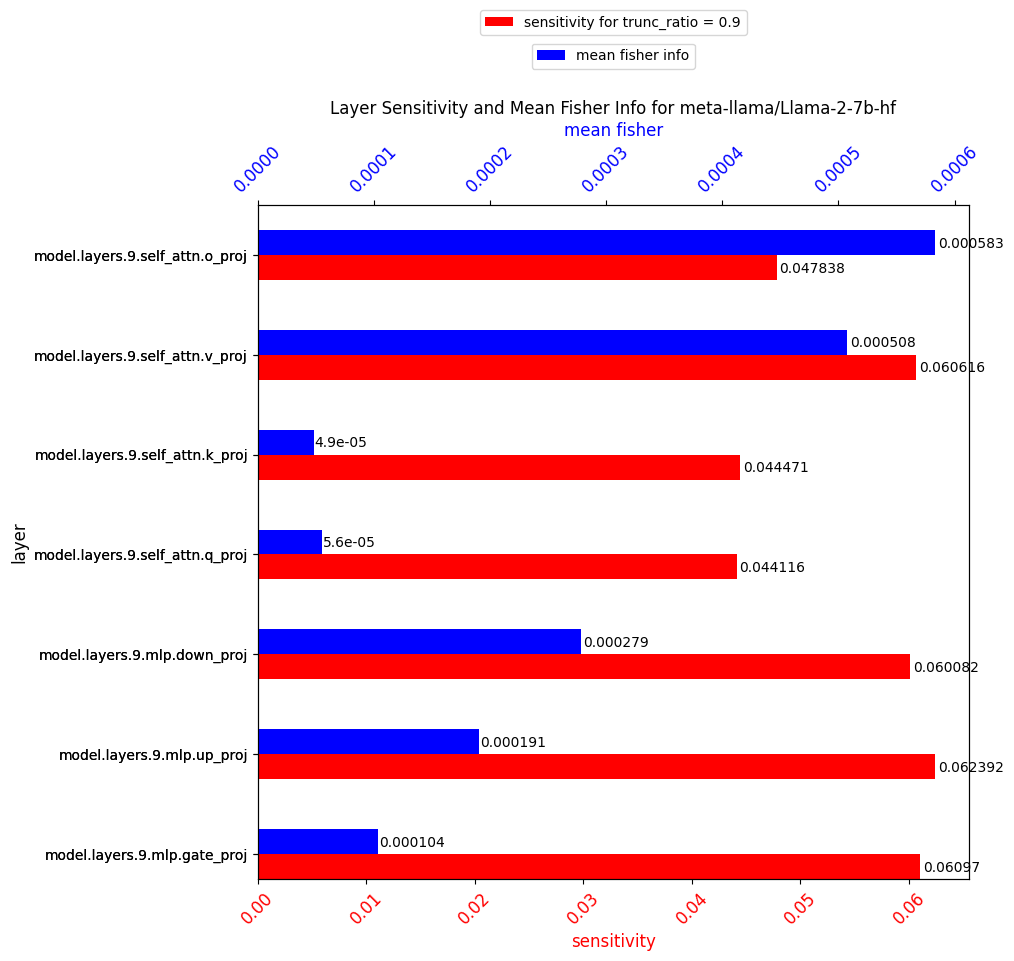 sensitivity for trunc_ratio = 0.9
mean fisher info
Layer Sensitivity and Mean Fisher Info for meta-llama/Llama-2-7b-hf
mean fisher
0.0000 0.0001 0.0002 0.0003 0.0004 0.0005 0.0006
model.layers.9.self_attn.o_proj 0.000583
0.047838
model.layers.9.self_attn.v_proj 0.000508
0.060616
model.layers.9.self_attn.k_proj 4.9e-05
0.044471
model.layers.9.self_attn.q_proj 5.6e-05
0.044116
layer
model.layers.9.mlp.down_proj 0.000279
0.060082
model.layers.9.mlp.up_proj 0.000191
0.062392
model.layers.9.mlp.gate_proj 0.000104
0.06097
0.00 0.01 0.02 0.03 0.04 0.05 0.06
sensitivity